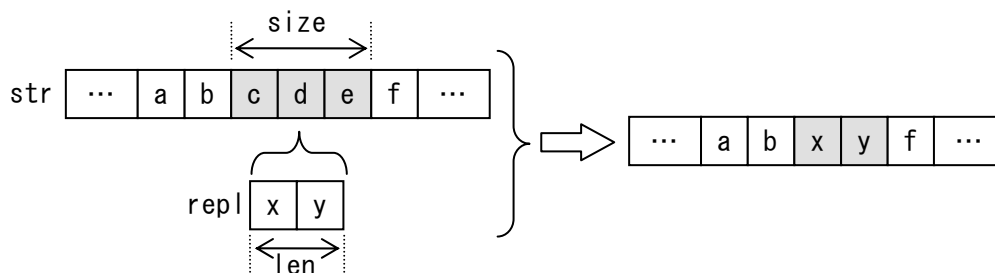 size
str … a b c d e f …
… a b x y f …
repl x y
len